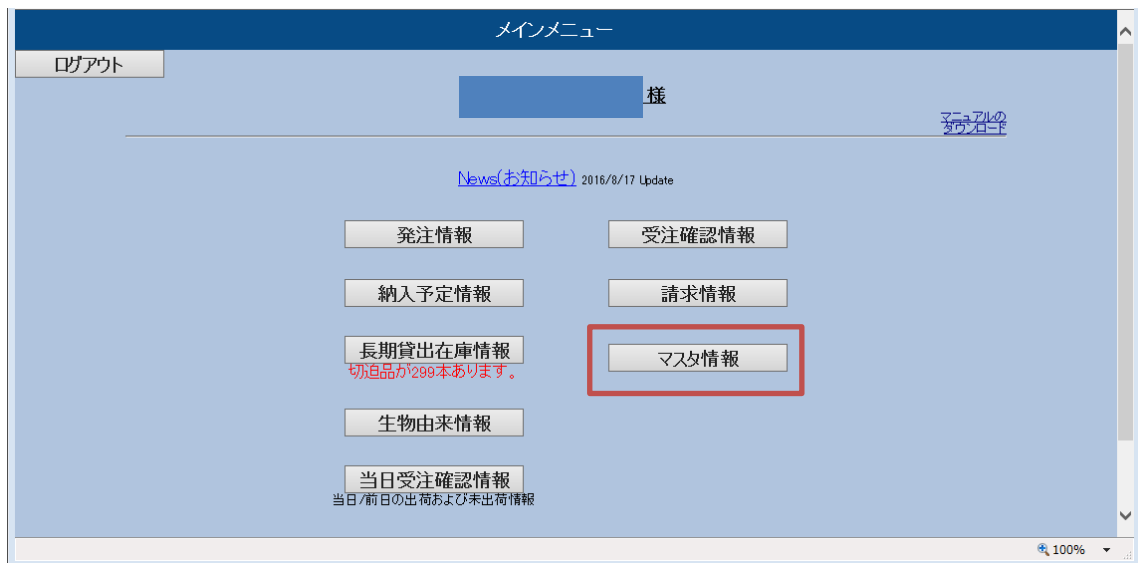 メインメニュー
ログアウト
様
マニュアルの
ダウンロード
News(お知らせ) 2016/8/17 Update
発注情報
受注確認情報
納入予定情報
請求情報
長期貸出在庫情報
切迫品が299本あります。
マスタ情報
生物由来情報
当日受注確認情報
当日/前日の出荷および未出荷情報
100%